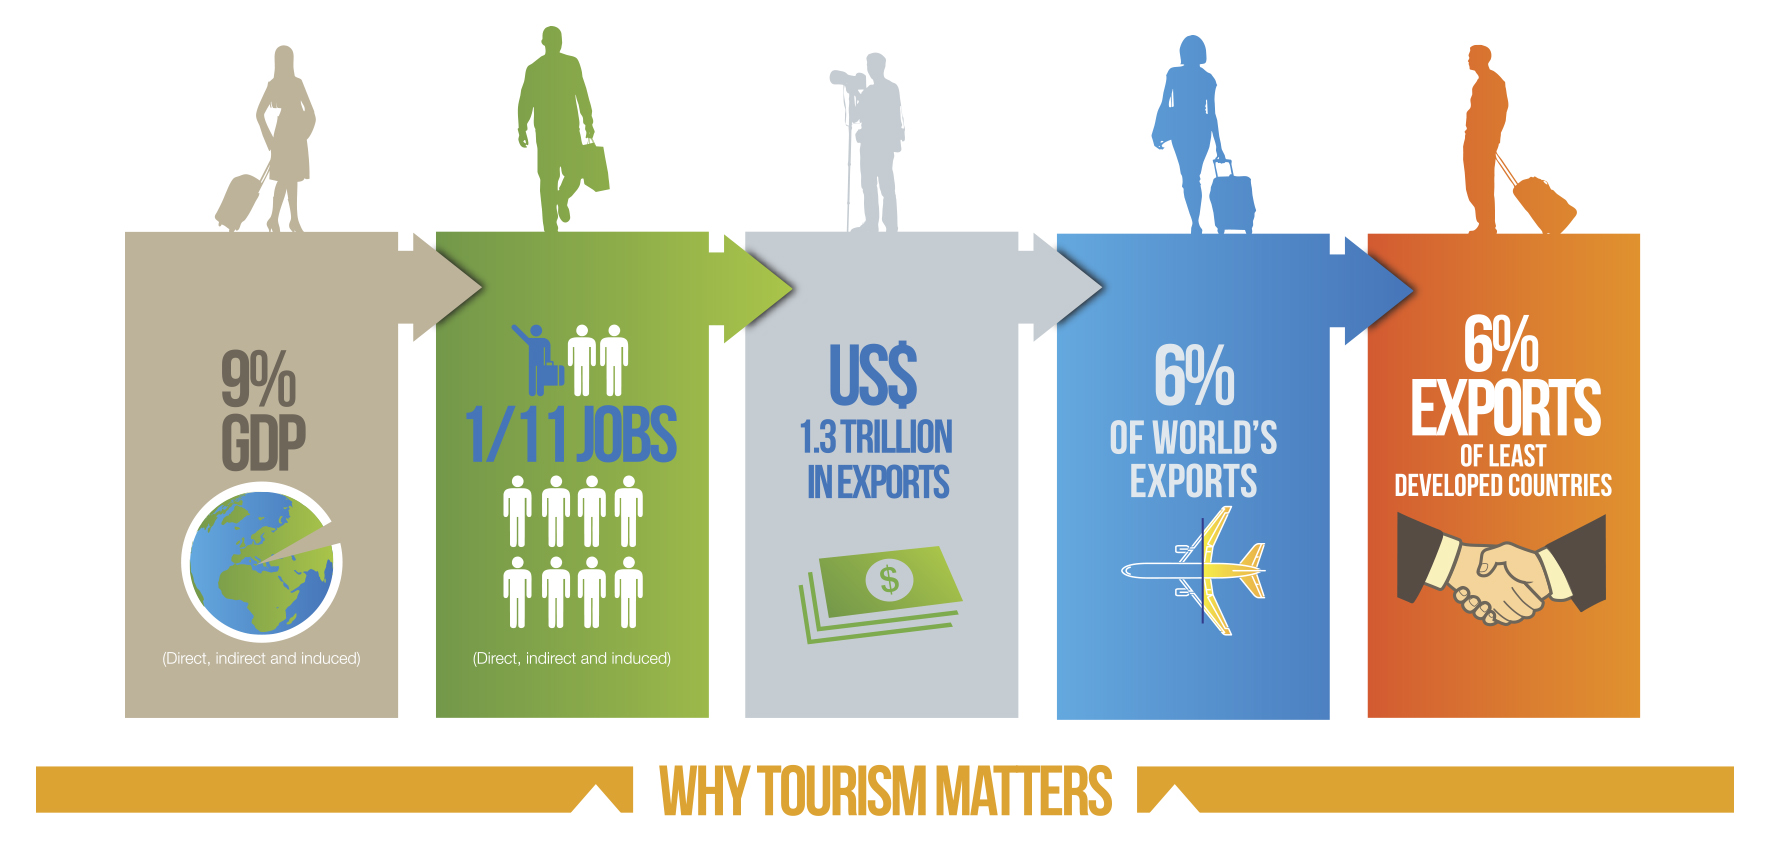 9%
GDP
(Direct, indirect and induced)
1/11 JOBS
(Direct, indirect and induced)
US$
1.3 TRILLION
IN EXPORTS
$
6%
OF WORLD'S
EXPORTS
6%
EXPORTS
OF LEAST
DEVELOPED COUNTRIES
WHY TOURISM MATTERS